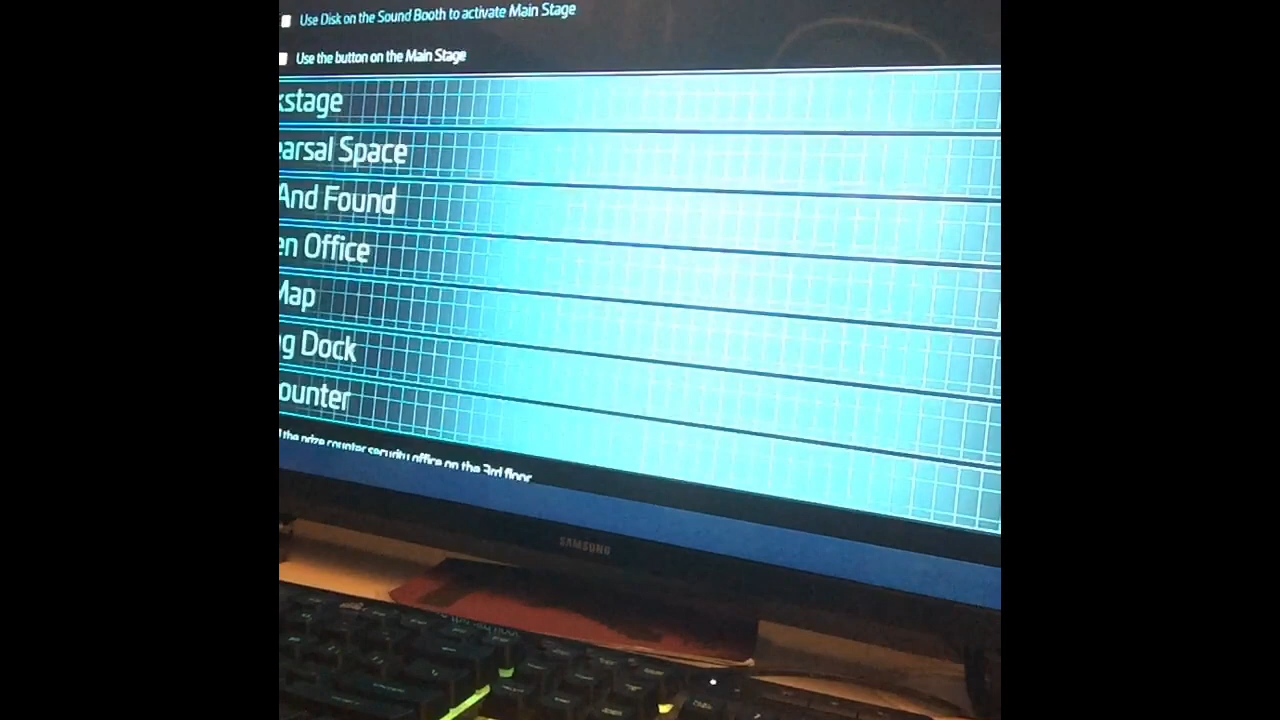 Use Disk on the Sound Booth to activate Main Stage
Use the button on the Main Stage
kstage
earsal Space
And Found
en Office
Map
g Dock
ounter
the prize counter security office on the 3rd floor
SAMSUNG